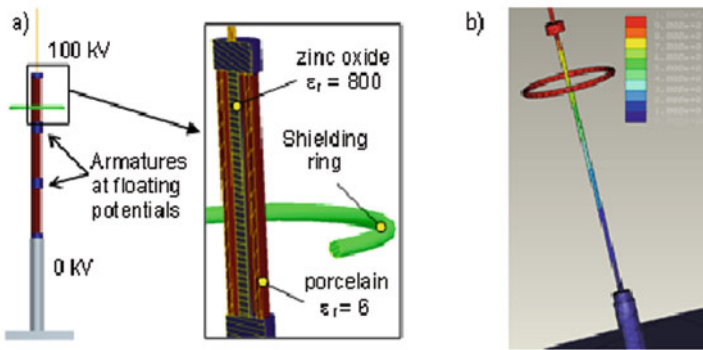 a)
100 kV
Armatures
at floating
potentials
0 kV
zinc oxide
εr = 800
Shielding
ring
porcelain
εr = 6
b)